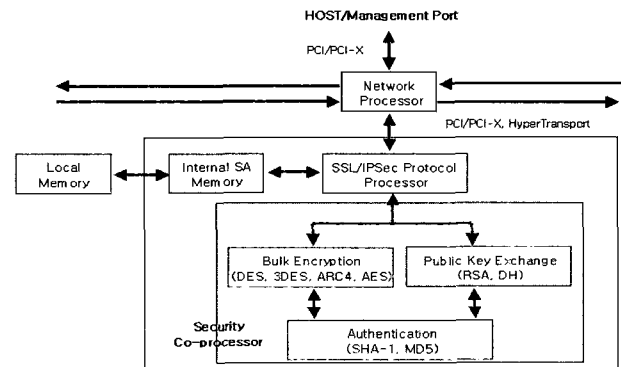 HOST/Management Port
PCI/PCI-X
Network
Processor
PCI/PCI-X, HyperTransport
Local
Memory
Internal SA
Memory
SSL/IPSec Protocol
Processor
Bulk Encryption
(DES, 3DES, ARC4, AES)
Public Key Exchange
(RSA, DH)
Security
Co-processor
Authentication
(SHA-1, MD5)